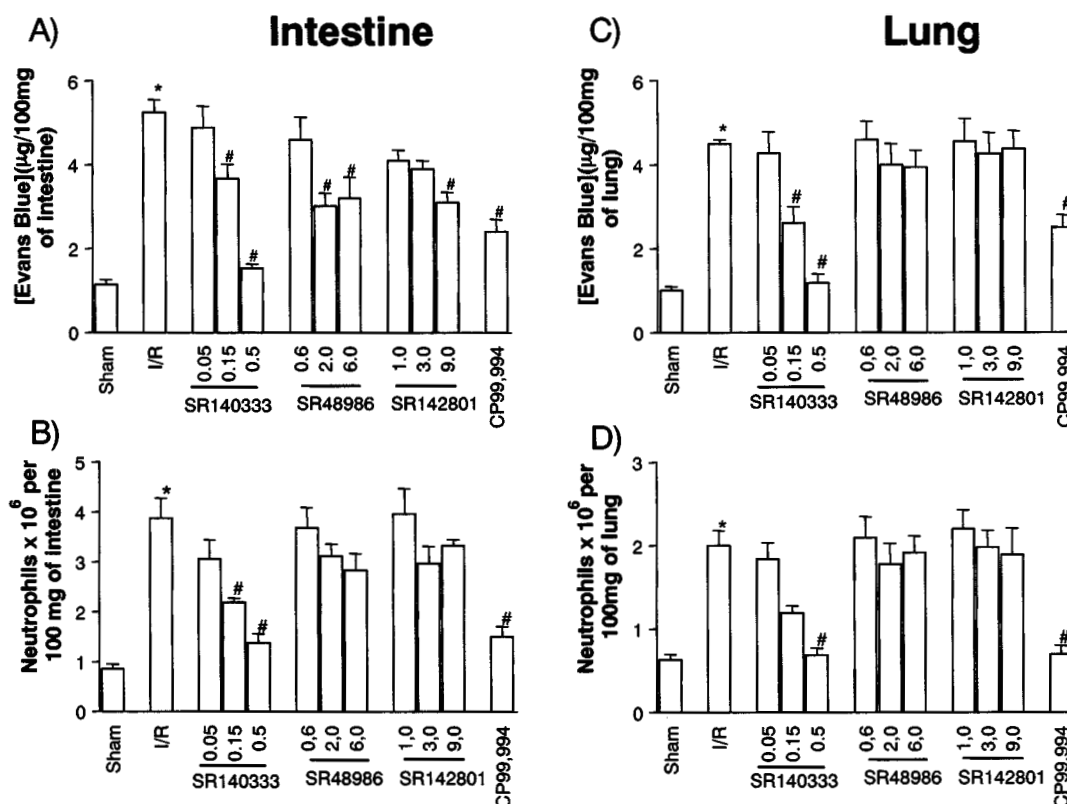 A) Intestine
[Evans Blue](µg/100mg
of Intestine)
6
4
2
0
*
#
#
#
#
#
#
Sham
I/R
0.05
0.15
0.5
0.6
2.0
6.0
1.0
3.0
9.0
CP99,994
SR140333
SR48986
SR142801
C) Lung
[Evans Blue](µg/100mg
of lung)
6
4
2
0
*
#
#
#
Sham
I/R
0.05
0.15
0.5
0,6
2,0
6,0
1,0
3,0
9,0
CP99,994
SR140333
SR48986
SR142801
B)
Neutrophils x 10⁶ per
100 mg of intestine
5
4
3
2
1
0
*
#
#
#
Sham
I/R
0.05
0.15
0.5
0,6
2,0
6,0
1,0
3,0
9,0
CP99,994
SR140333
SR48986
SR142801
D)
Neutrophils x 10⁶ per
100mg of lung
3
2
1
0
*
#
#
Sham
I/R
0.05
0.15
0.5
0,6
2,0
6,0
1,0
3,0
9,0
CP99,994
SR140333
SR48986
SR142801